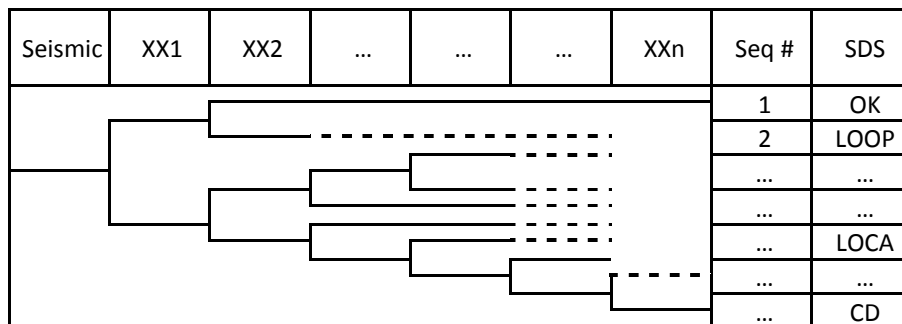 Seismic XX1 XX2 ... ... ... XXn Seq # SDS
1 OK
2 LOOP
... ...
... ...
... LOCA
... ...
... CD